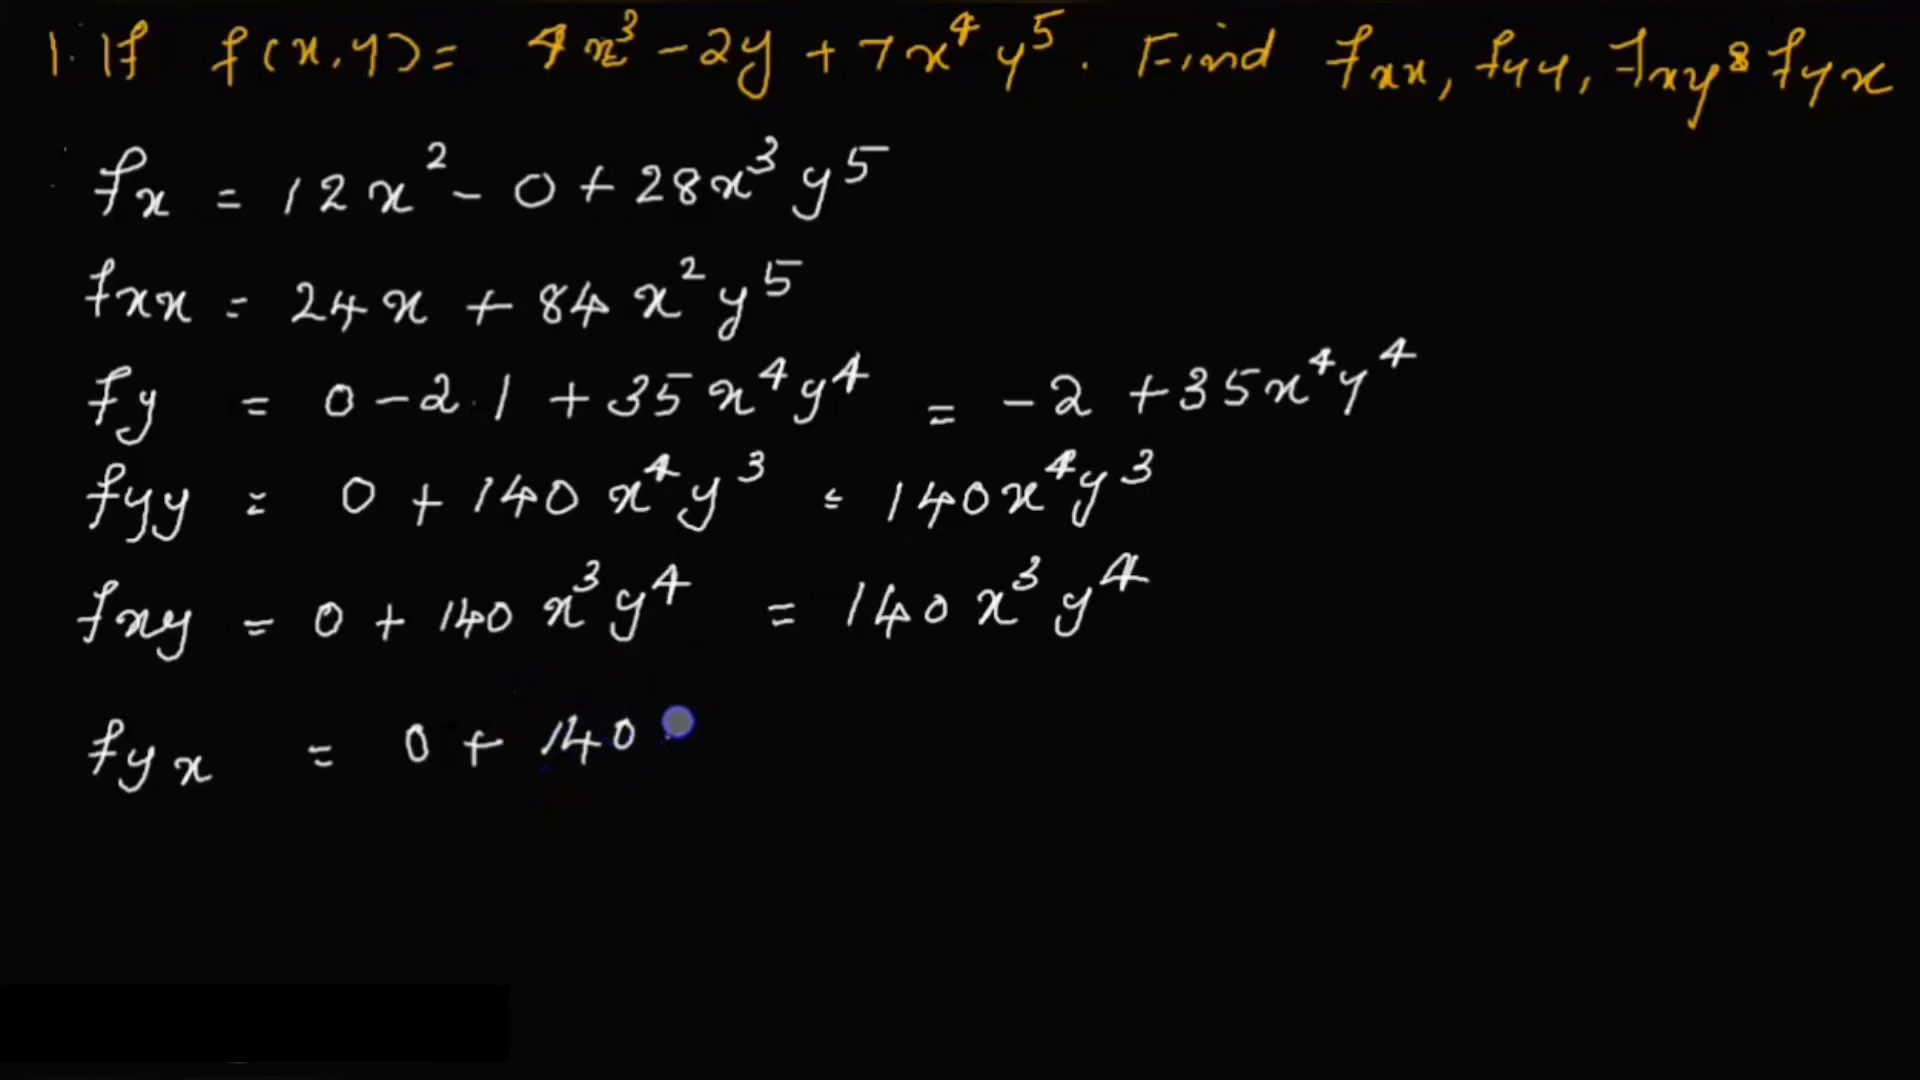 1. If f(x,y) = 4x³ - 2y + 7x⁴y⁵. Find fxx, fyy, fxy & fyx
fx = 12x² - 0 + 28x³y⁵
fxx = 24x + 84x²y⁵
fy = 0 - 2.1 + 35x⁴y⁴ = -2 + 35x⁴y⁴
fyy = 0 + 140x⁴y³ = 140x⁴y³
fxy = 0 + 140x³y⁴ = 140x³y⁴
fyx = 0 + 140